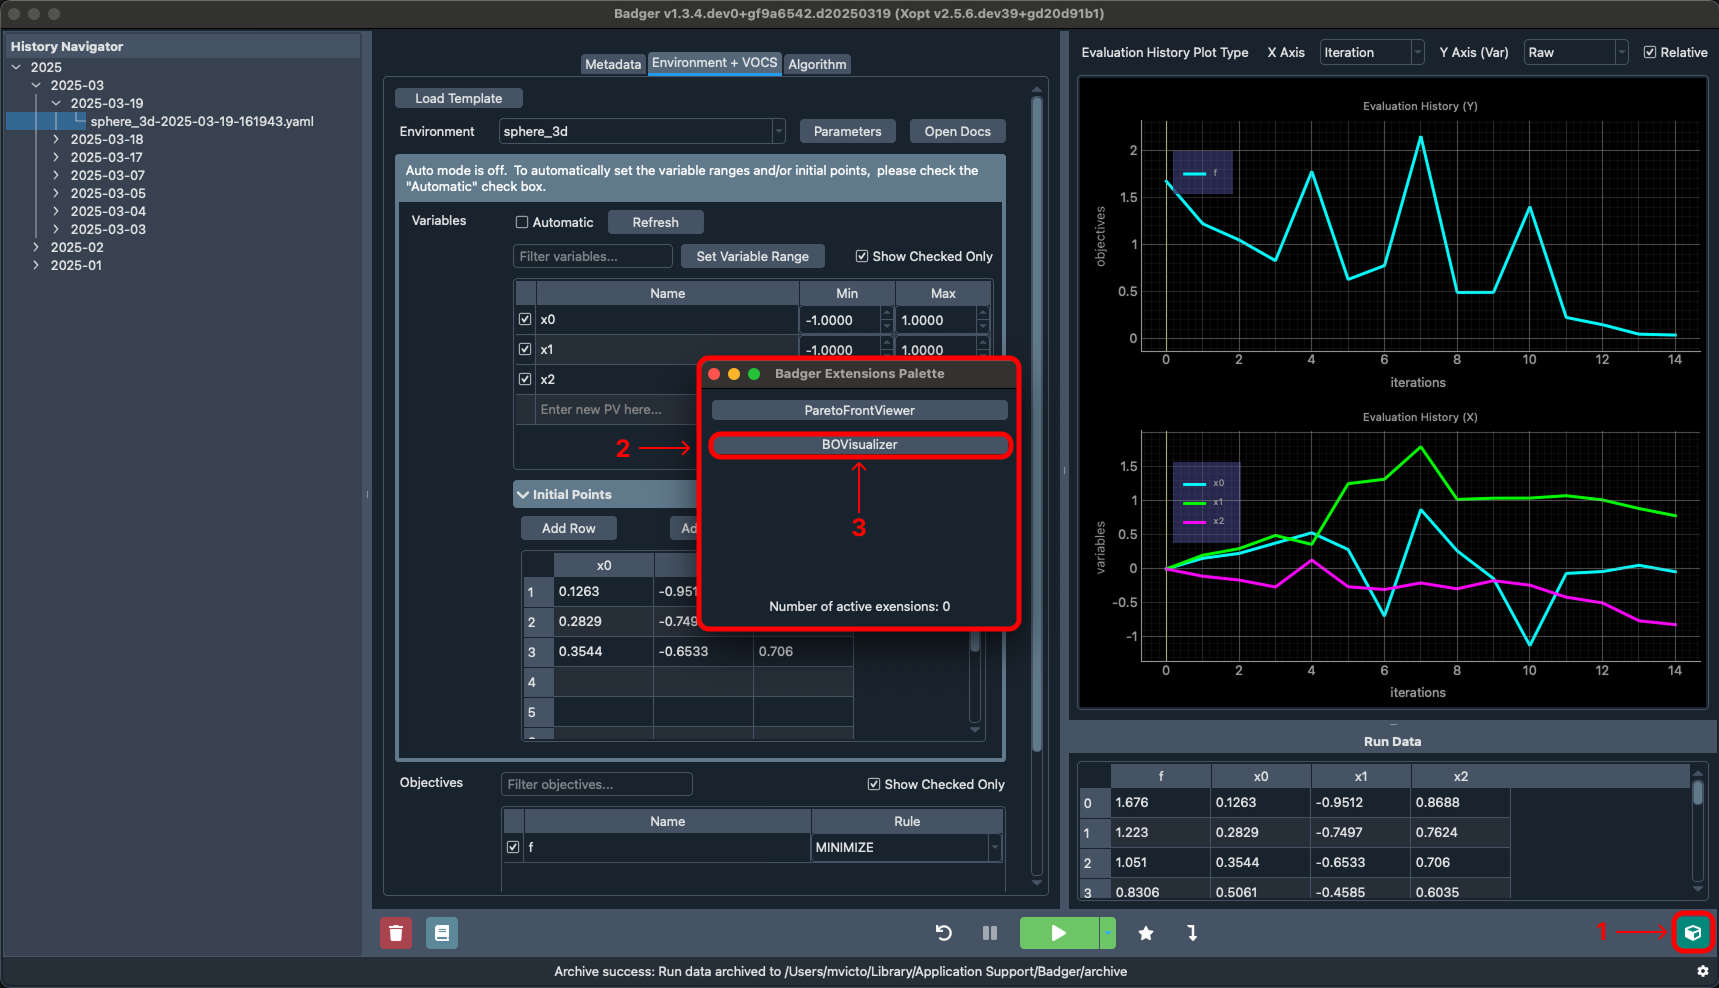 Badger v1.3.4.dev0+gf9a6542.d20250319 (Xopt v2.5.6.dev39+gd20d91b1)
History Navigator
2025
2025-03
2025-03-19
sphere_3d-2025-03-19-161943.yaml
2025-03-18
2025-03-17
2025-03-07
2025-03-05
2025-03-04
2025-03-03
2025-02
2025-01
Metadata Environment + VOCS Algorithm
Load Template
Environment sphere_3d Parameters Open Docs
Auto mode is off. To automatically set the variable ranges and/or initial points, please check the
"Automatic" check box.
Variables Automatic Refresh
Filter variables... Set Variable Range Show Checked Only
Name Min Max
x0 -1.0000 1.0000
x1 -1.0000 1.0000
x2
Enter new PV here...
Initial Points
Add Row Ad
x0
1 0.1263 -0.951
2 0.2829 -0.749
3 0.3544 -0.6533 0.706
4
5
Objectives Filter objectives... Show Checked Only
Name Rule
f MINIMIZE
Badger Extensions Palette
ParetoFrontViewer
BOVisualizer
2
3
Number of active exensions: 0
Evaluation History Plot Type X Axis Iteration Y Axis (Var) Raw Relative
Evaluation History (Y)
f
objectives
2
1.5
1
0.5
0
0 2 4 6 8 10 12 14
iterations
Evaluation History (X)
x0
x1
x2
variables
1.5
1
0.5
0
-0.5
-1
0 2 4 6 8 10 12 14
iterations
Run Data
f x0 x1 x2
0 1.676 0.1263 -0.9512 0.8688
1 1.223 0.2829 -0.7497 0.7624
2 1.051 0.3544 -0.6533 0.706
3 0.8306 0.5061 -0.4585 0.6035
1
Archive success: Run data archived to /Users/mvicto/Library/Application Support/Badger/archive